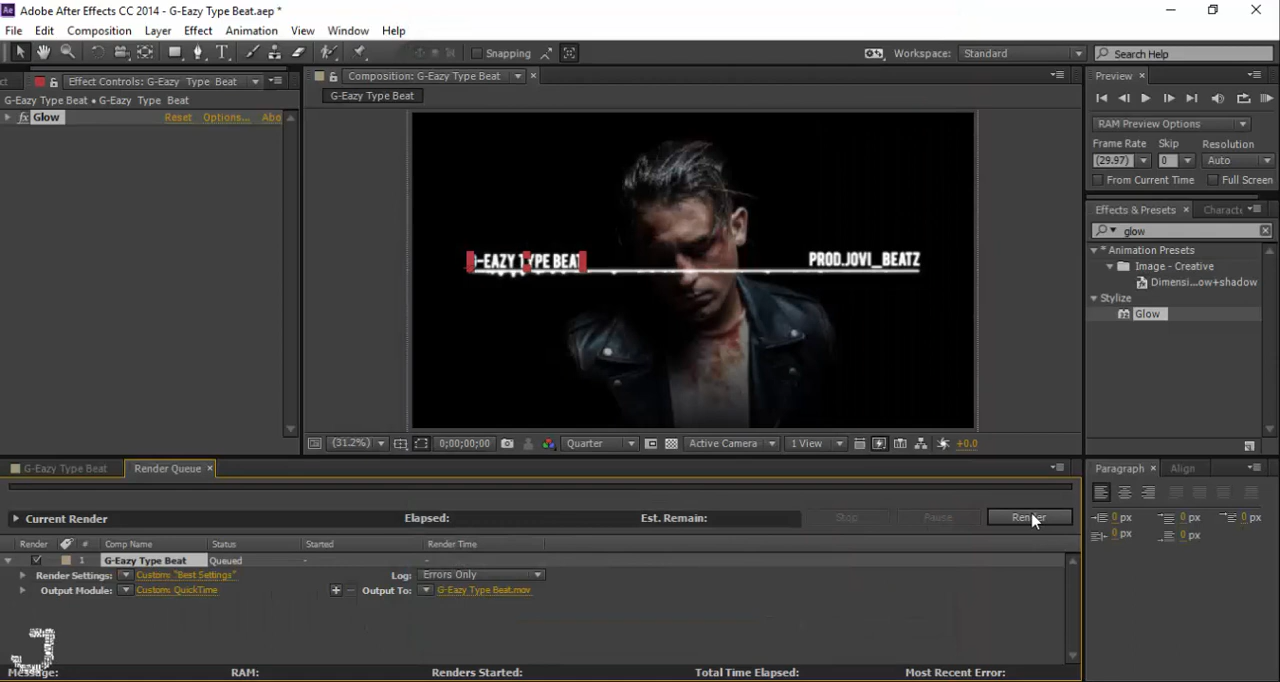 Adobe After Effects CC 2014 - G-Eazy Type Beat.aep *
File Edit Composition Layer Effect Animation View Window Help
Snapping Workspace: Standard Search Help
Effect Controls: G-Eazy Type Beat Composition: G-Eazy Type Beat Preview
G-Eazy Type Beat • G-Eazy Type Beat G-Eazy Type Beat
fx Glow Reset Options... Abo
RAM Preview Options
Frame Rate Skip Resolution
(29.97) 0 Auto
From Current Time Full Screen
Effects & Presets Charact
glow
* Animation Presets
Image - Creative
Dimensi...ow+shadow
Stylize
Glow
G-EAZY TYPE BEAT PROD.JOVI_BEATZ
(31.2%) 0;00;00;00 Quarter Active Camera 1 View +0.0
G-Eazy Type Beat Render Queue Paragraph Align
Current Render Elapsed: Est. Remain: Stop Pause Render
0 px 0 px 0 px
0 px 0 px
Render # Comp Name Status Started Render Time
1 G-Eazy Type Beat Queued - -
Render Settings: Custom: "Best Settings" Log: Errors Only
Output Module: Custom: QuickTime Output To: G-Eazy Type Beat.mov
J
Message: RAM: Renders Started: Total Time Elapsed: Most Recent Error: